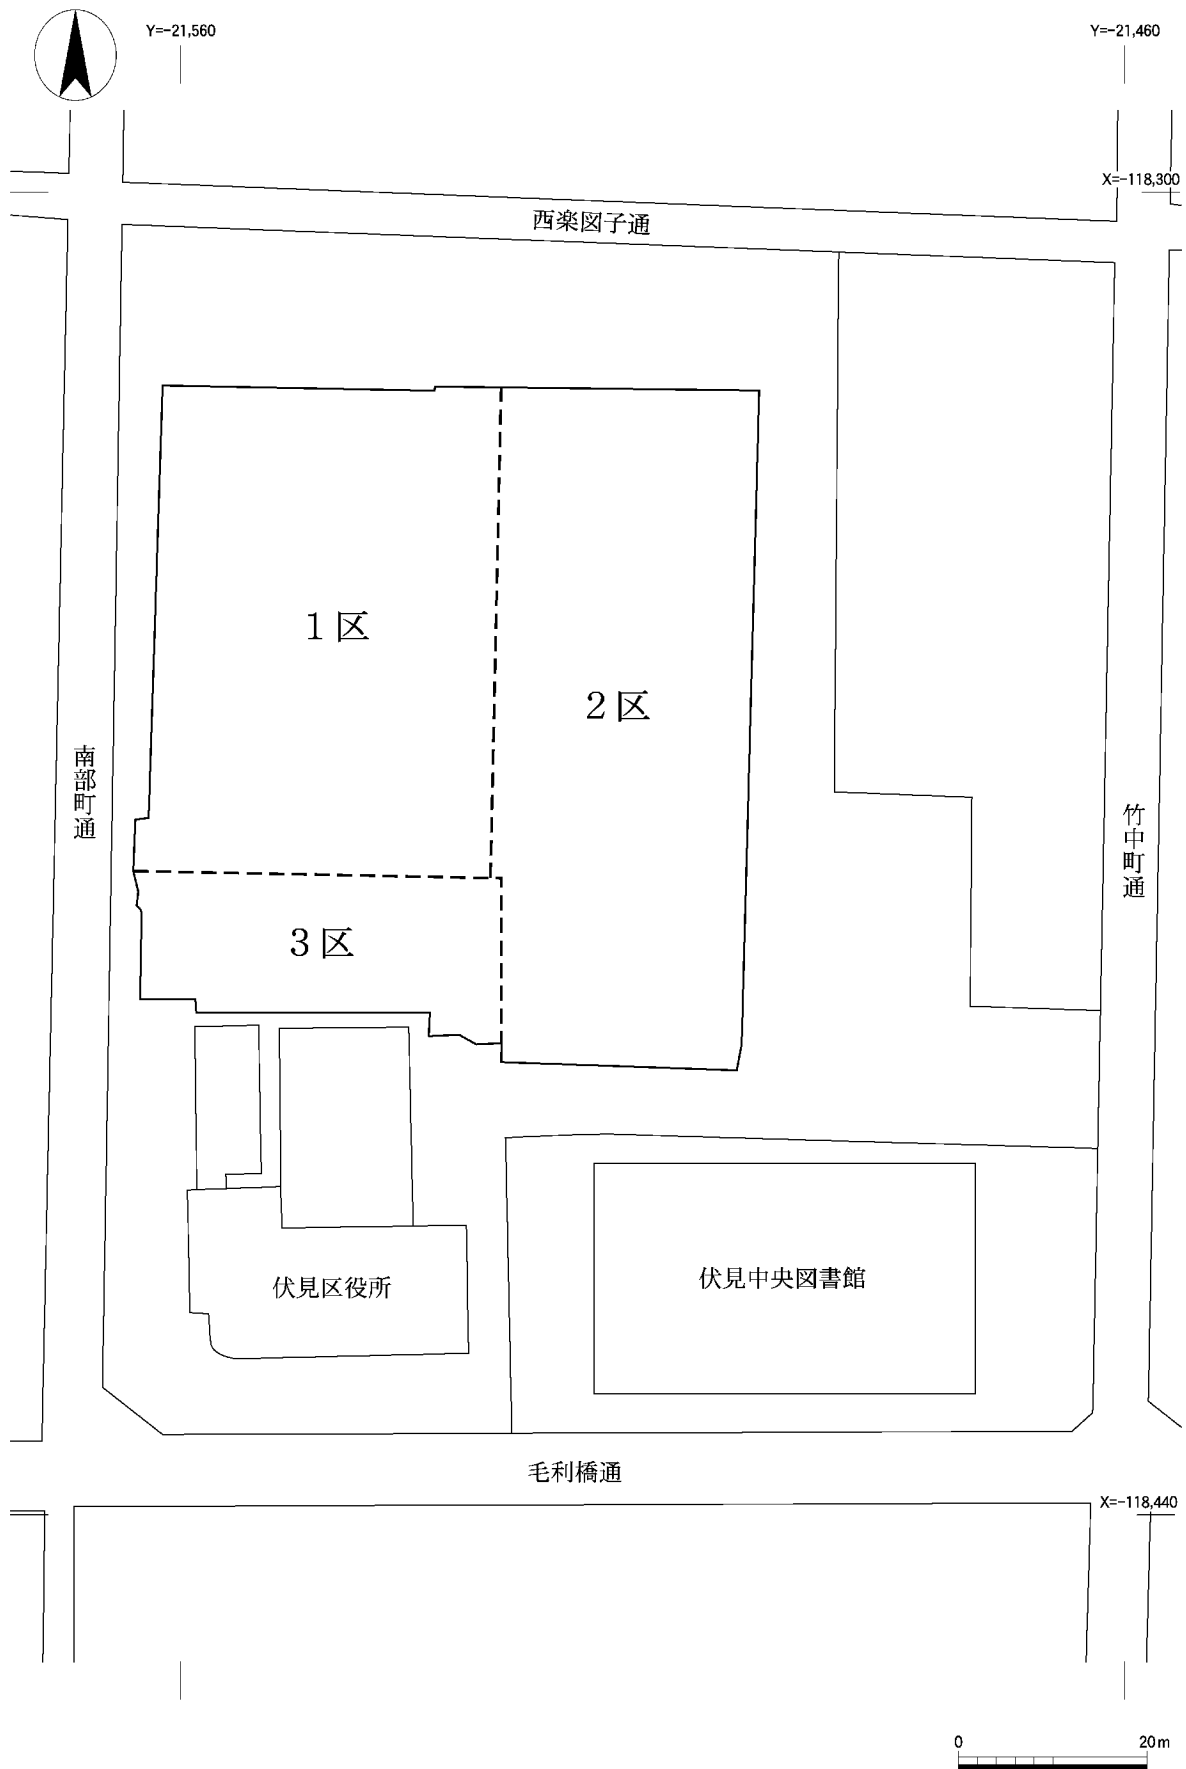 Y=-21,560
Y=-21,460
X=-118,300
西楽図子通
1区
2区
南部町通
竹中町通
3区
伏見区役所
伏見中央図書館
毛利橋通
X=-118,440
0 20m